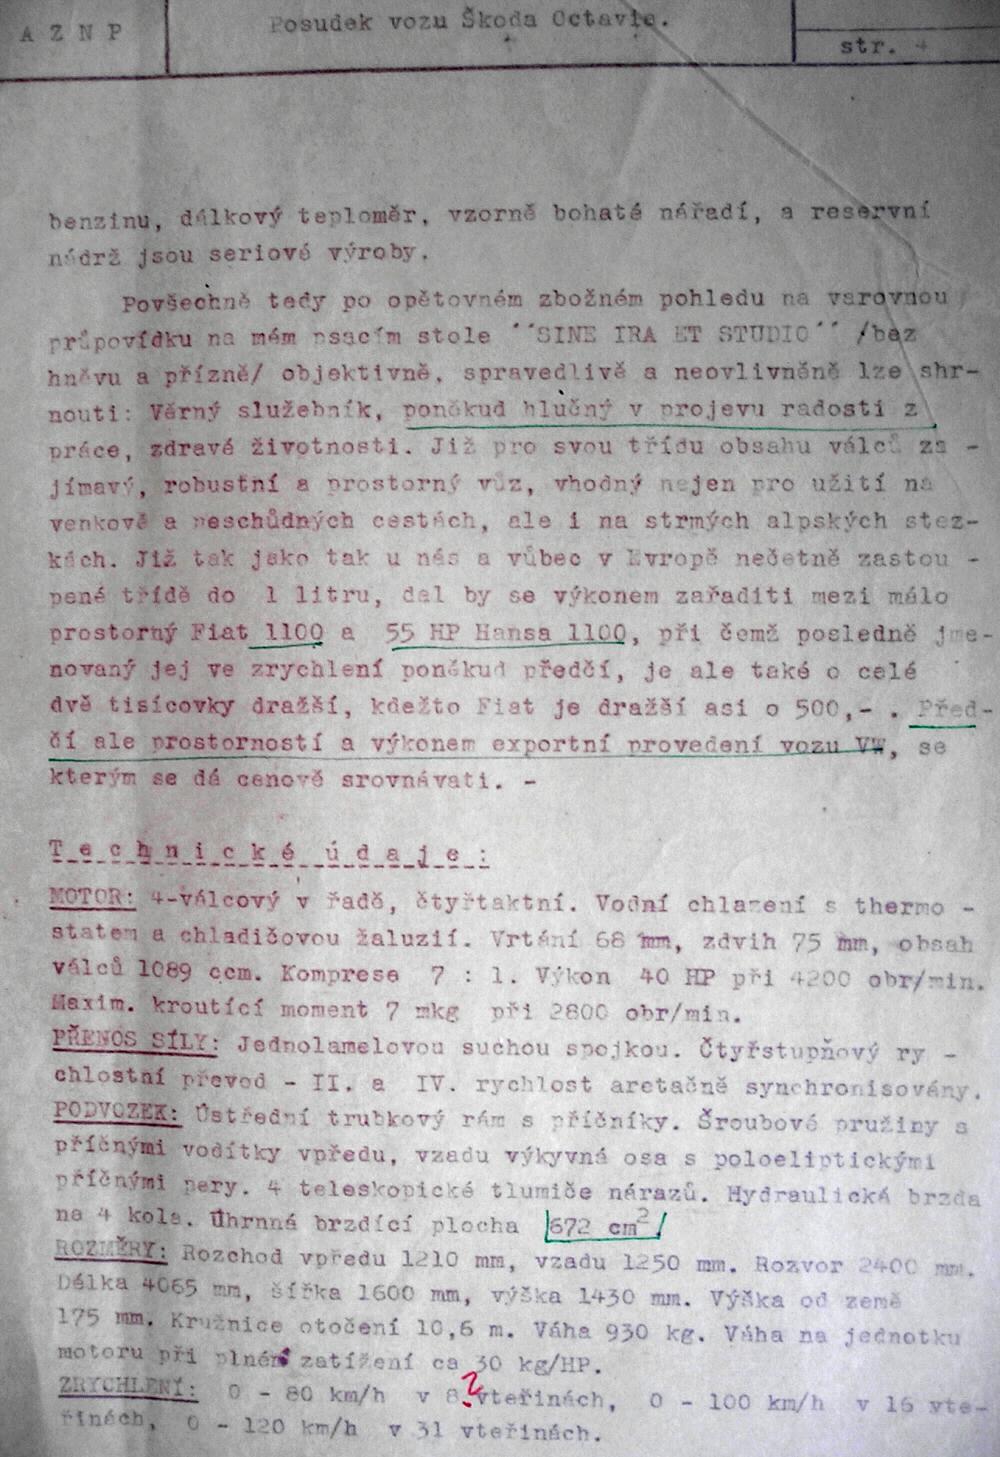 A Z N P
Posudek vozu Škoda Octavie.
str. 4
benzinu, dálkový teploměr, vzorně bohaté nářadí, a reservní
nádrž jsou seriové výroby.
Povšechně tedy po opětovném zbožném pohledu na varovnou
průpovídku na mém psacím stole ´´SINE IRA ET STUDIO´´ /bez
hněvu a přízně/ objektivně, spravedlivě a neovlivněně lze shr-
nouti: Věrný služebník, poněkud hlučný v projevu radosti z
práce, zdravé životnosti. Již pro svou třídu obsahu válců za -
jímavý, robustní a prostorný vůz, vhodný nejen pro užití na
venkově a neschůdných cestách, ale i na strmých alpských stez-
kách. Již tak jako tak u nás a vůbec v Evropě nečetně zastou -
pené třídě do 1 litru, dal by se výkonem zařaditi mezi málo
prostorný Fiat 1100 a 55 HP Hansa 1100, při čemž posledně jme-
novaný jej ve zrychlení poněkud předčí, je ale také o celé
dvě tisícovky dražší, kdežto Fiat je dražší asi o 500,- . Před-
čí ale prostorností a výkonem exportní provedení vozu VW, se
kterým se dá cenově srovnávati. -
Technické údaje:
MOTOR: 4-válcový v řadě, čtyřtaktní. Vodní chlazení s thermo -
statem a chladičovou žaluzií. Vrtání 68 mm, zdvih 75 mm, obsah
válců 1089 ccm. Komprese 7 : 1. Výkon 40 HP při 4200 obr/min.
Maxim. kroutící moment 7 mkg při 2800 obr/min.
PŘENOS SÍLY: Jednolamelovou suchou spojkou. Čtyřstupňový ry -
chlostní převod - II. a IV. rychlost aretačně synchronisovány.
PODVOZEK: Ústřední trubkový rám s příčníky. Šroubové pružiny s
příčnými vodítky vpředu, vzadu výkyvná osa s poloeliptickými
příčnými pery. 4 teleskopické tlumiče nárazů. Hydraulická brzda
na 4 kola. Úhrnná brzdící plocha 672 cm²/
ROZMĚRY: Rozchod vpředu 1210 mm, vzadu 1250 mm. Rozvor 2400 mm.
Délka 4065 mm, šířka 1600 mm, výška 1430 mm. Výška od země
175 mm. Kružnice otočení 10,6 m. Váha 930 kg. Váha na jednotku
motoru při plném zatížení ca 30 kg/HP.
ZRYCHLENÍ: 0 - 80 km/h v 8 ? vteřinách, 0 - 100 km/h v 16 vte-
řinách, 0 - 120 km/h v 31 vteřinách.